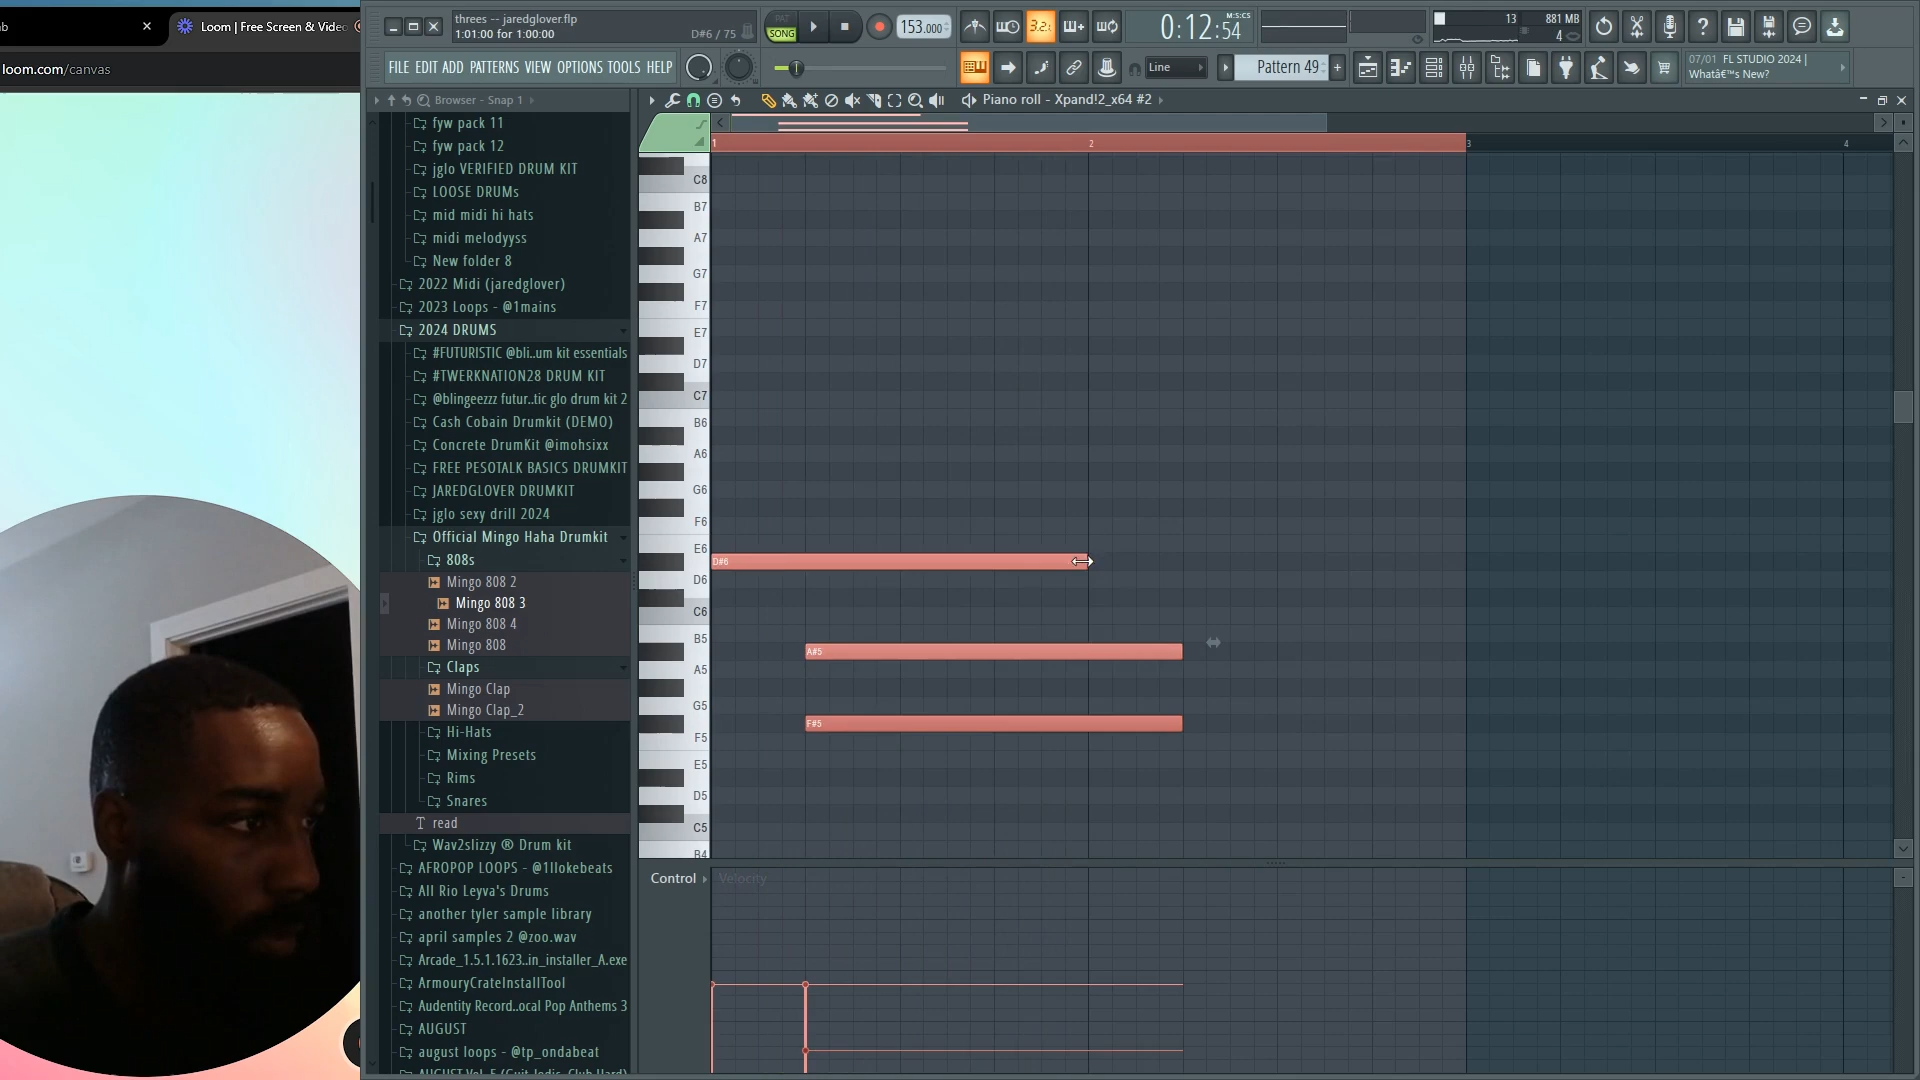 b
Loom | Free Screen & Video
loom.com/canvas
threes -- jaredglover.flp
1:01:00 for 1:00:00
D#6 / 75
PAT
SONG
153.000
3.2.
0:12:54
M:S:CS
13
881 MB
4
FILE EDIT ADD PATTERNS VIEW OPTIONS TOOLS HELP
Line
Pattern 49
07/01 FL STUDIO 2024 |
Whatâ€™s New?
Browser - Snap 1
Piano roll - Xpand!2_x64 #2
fyw pack 11
fyw pack 12
jglo VERIFIED DRUM KIT
LOOSE DRUMs
mid midi hi hats
midi melodyyss
New folder 8
2022 Midi (jaredglover)
2023 Loops - @1mains
2024 DRUMS
#FUTURISTIC @bli..um kit essentials
#TWERKNATION28 DRUM KIT
@blingeezzz futur..tic glo drum kit 2
Cash Cobain Drumkit (DEMO)
Concrete DrumKit @imohsixx
FREE PESOTALK BASICS DRUMKIT
JAREDGLOVER DRUMKIT
jglo sexy drill 2024
Official Mingo Haha Drumkit
808s
Mingo 808 2
Mingo 808 3
Mingo 808 4
Mingo 808
Claps
Mingo Clap
Mingo Clap_2
Hi-Hats
Mixing Presets
Rims
Snares
read
Wav2slizzy ® Drum kit
AFROPOP LOOPS - @1llokebeats
All Rio Leyva's Drums
another tyler sample library
april samples 2 @zoo.wav
Arcade_1.5.1.1623..in_installer_A.exe
ArmouryCrateInstallTool
Audentity Record..ocal Pop Anthems 3
AUGUST
august loops - @tp_ondabeat
1
2
3
4
C8
B7
A7
G7
F7
E7
D7
C7
B6
A6
G6
F6
E6
D6
C6
B5
A5
G5
F5
E5
D5
C5
B4
D#6
A#5
F#5
Control
Velocity